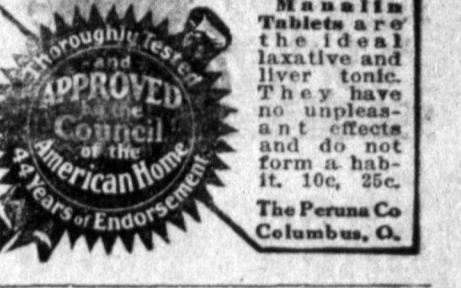 Thoroughly Tested
and
APPROVED
by the
Council
of the
American Home
44 Years of Endorsement
Manalin
Tablets are
the ideal
laxative and
liver tonic.
They have
no unpleas-
ant effects
and do not
form a hab-
it. 10c, 25c.
The Peruna Co
Columbus, O.